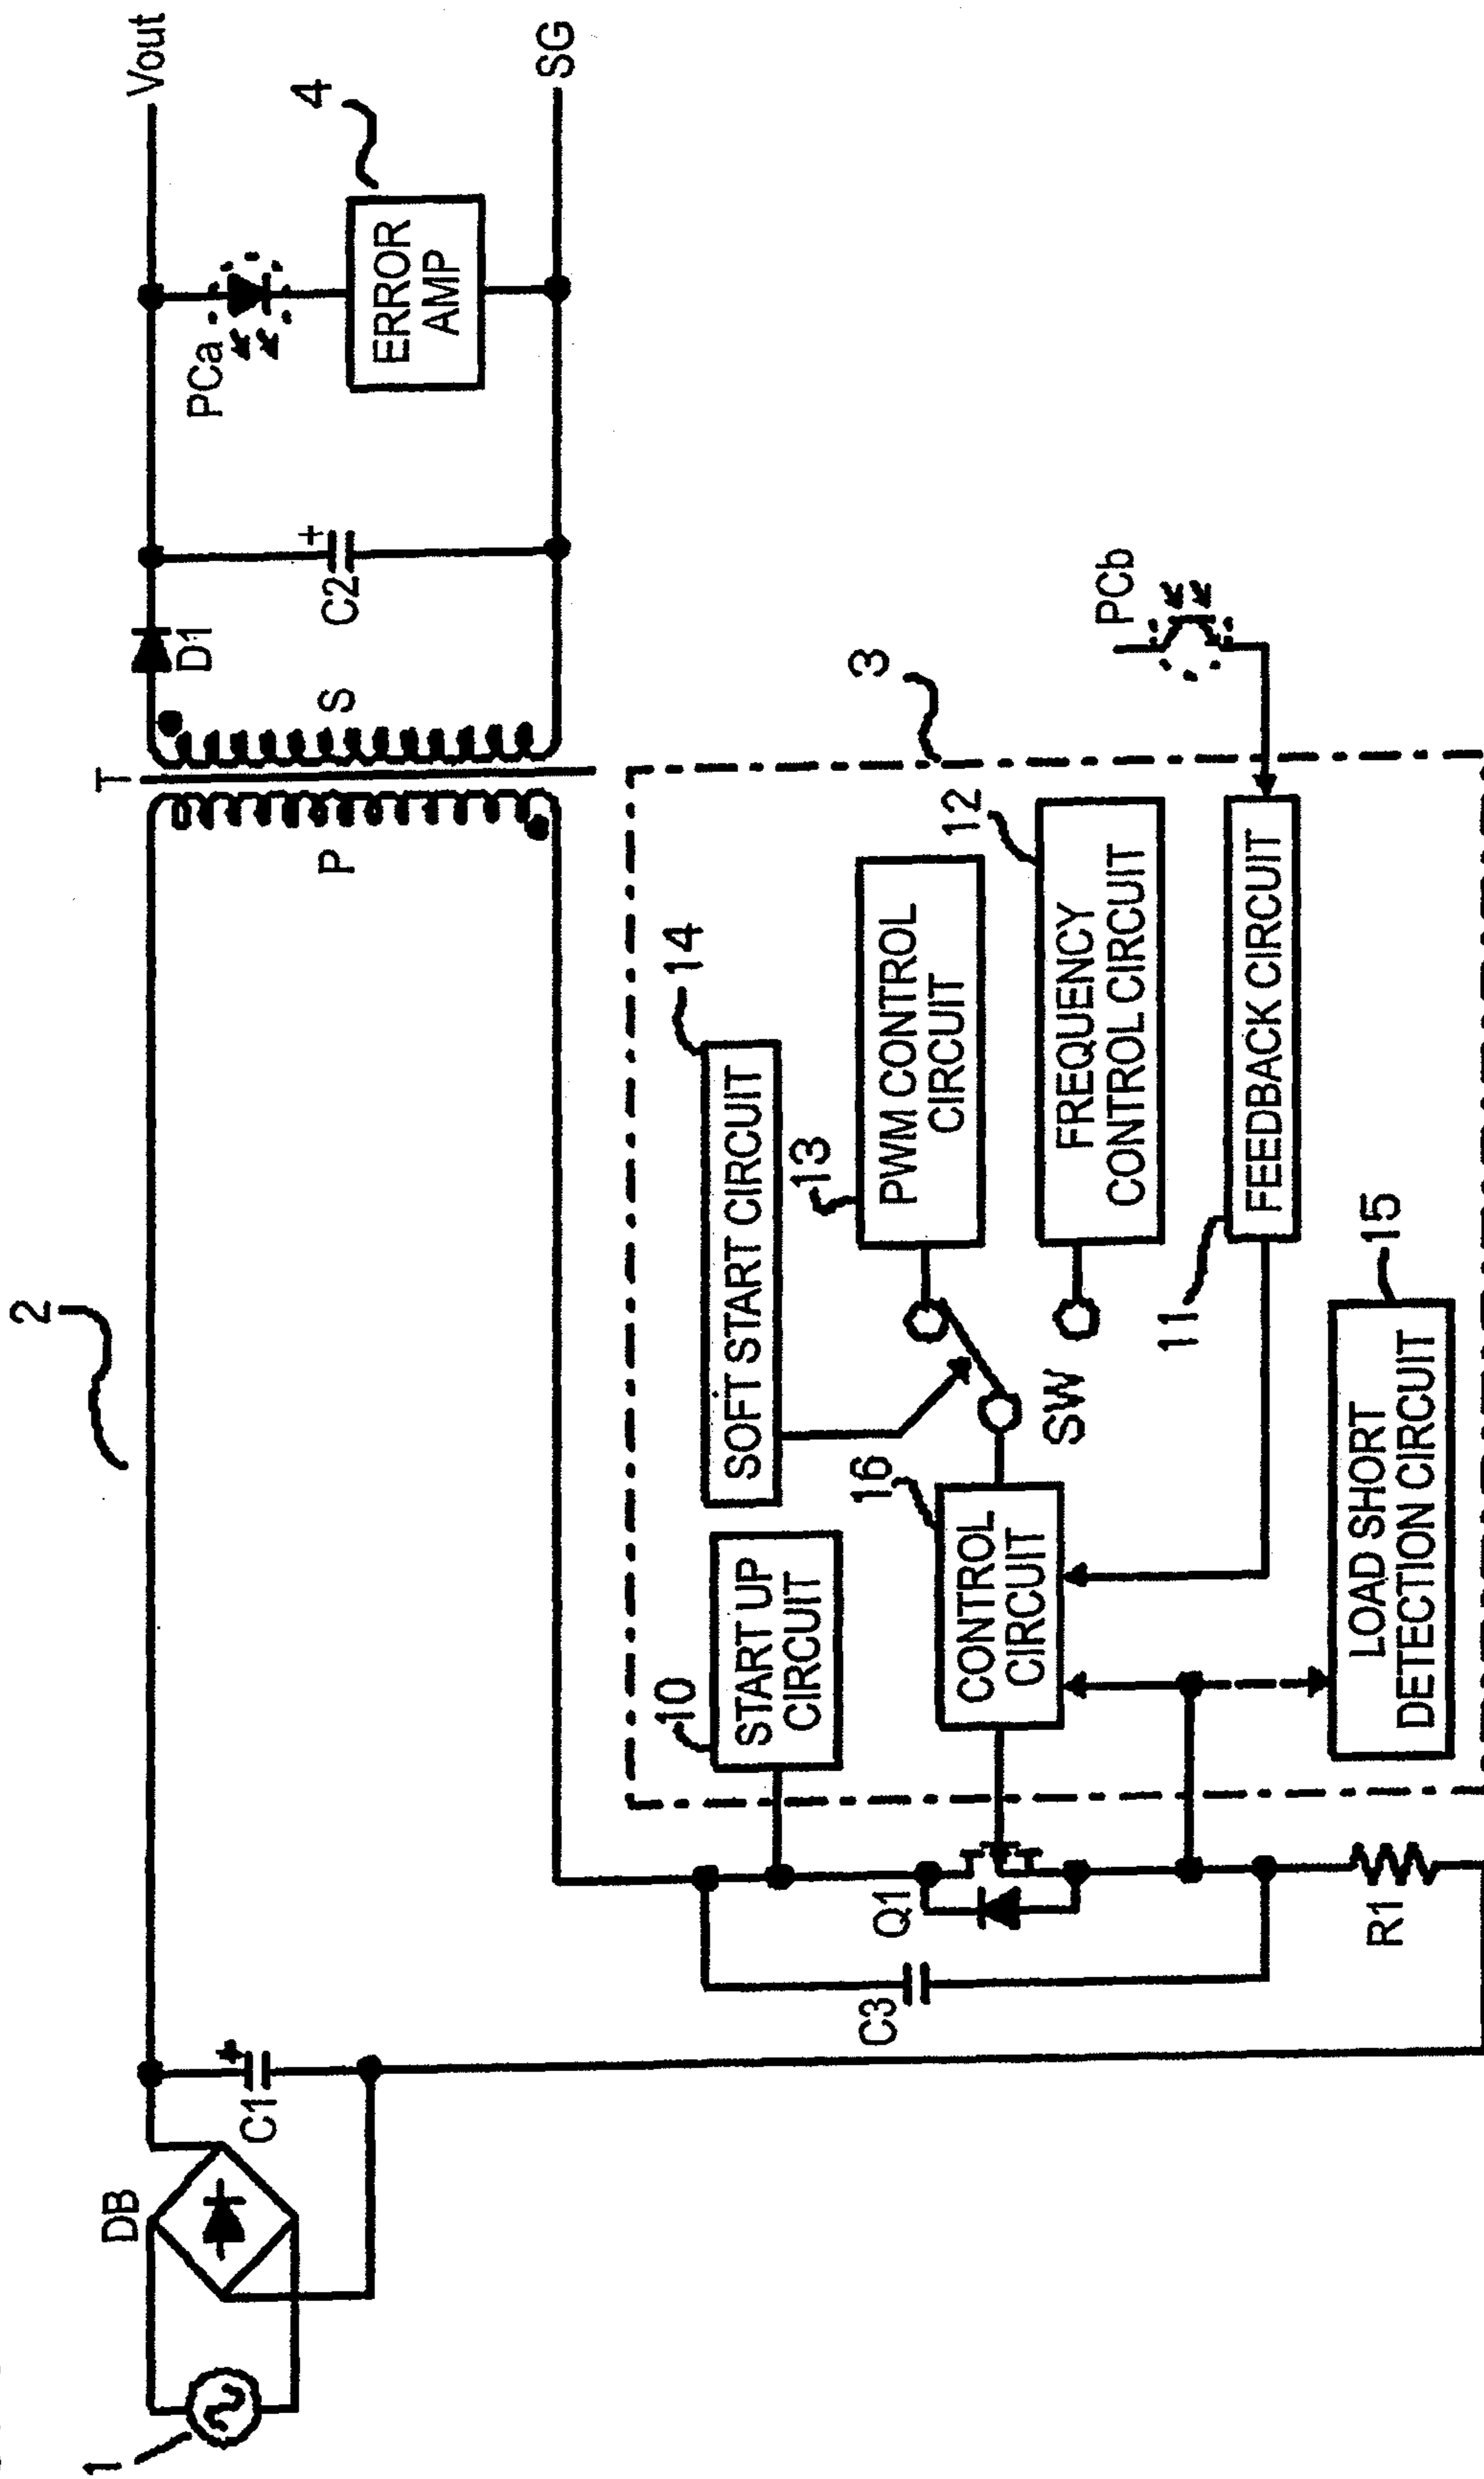 2
Vout
T
DB
D1
PCa
4
1
C1
+
P
S
C2
+
ERROR
AMP
SG
3
10
START UP
CIRCUIT
SOFT START CIRCUIT
14
C3
Q1
16
CONTROL
CIRCUIT
13
PWM CONTROL
CIRCUIT
12
SW
FREQUENCY
CONTROL CIRCUIT
PCb
11
FEEDBACK CIRCUIT
R1
LOAD SHORT
DETECTION CIRCUIT
15